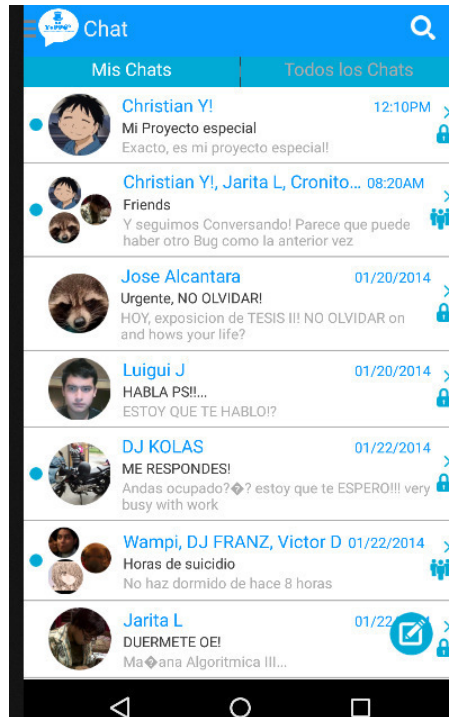 Chat
Mis Chats
Todos los Chats
Christian Y!
12:10PM
Mi Proyecto especial
Exacto, es mi proyecto especial!
Christian Y!, Jarita L, Cronito... 08:20AM
Friends
Y seguimos Conversando! Parece que puede
haber otro Bug como la anterior vez
Jose Alcantara
01/20/2014
Urgente, NO OLVIDAR!
HOY, exposicion de TESIS II! NO OLVIDAR on
and hows your life?
Luigui J
01/20/2014
HABLA PS!!...
ESTOY QUE TE HABLO!?
DJ KOLAS
01/22/2014
ME RESPONDES!
Andas ocupado?�? estoy que te ESPERO!!! very
busy with work
Wampi, DJ FRANZ, Victor D 01/22/2014
Horas de suicidio
No haz dormido de hace 8 horas
Jarita L
01/22
DUERMETE OE!
Ma�ana Algoritmica III...